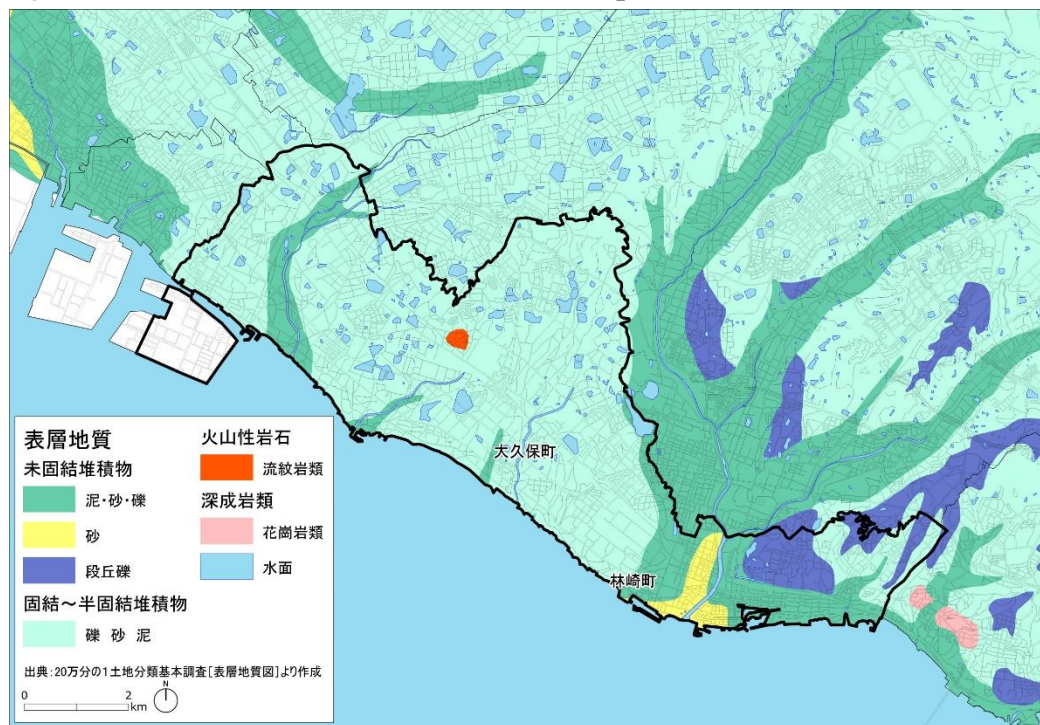 大久保町
林崎町
表層地質
未固結堆積物
泥・砂・礫
砂
段丘礫
固結～半固結堆積物
礫 砂 泥
火山性岩石
流紋岩類
深成岩類
花崗岩類
水面
出典：20万分の1土地分類基本調査[表層地質図]より作成
0 2
km
N